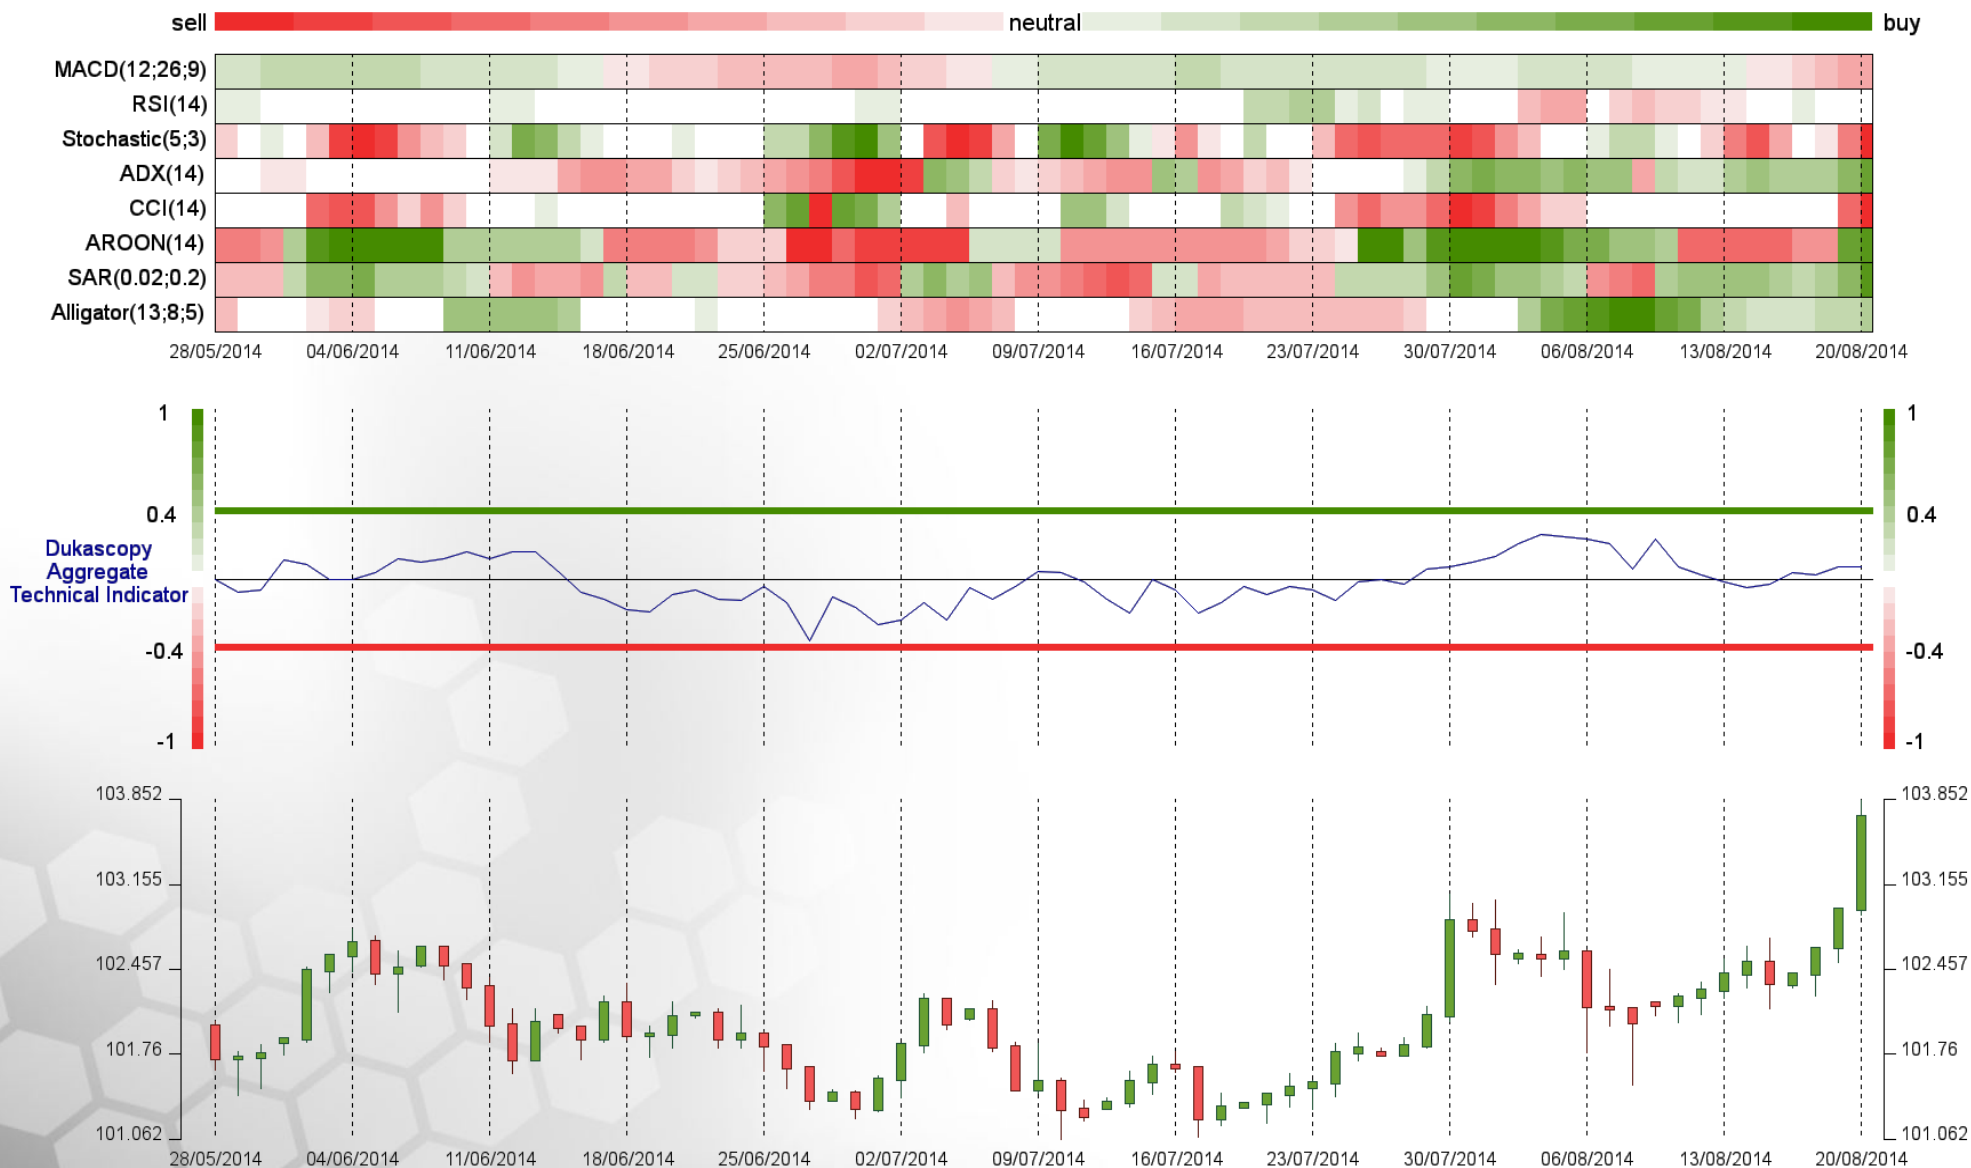 sell neutral buy
MACD(12;26;9)
RSI(14)
Stochastic(5;3)
ADX(14)
CCI(14)
AROON(14)
SAR(0.02;0.2)
Alligator(13;8;5)
28/05/2014 04/06/2014 11/06/2014 18/06/2014 25/06/2014 02/07/2014 09/07/2014 16/07/2014 23/07/2014 30/07/2014 06/08/2014 13/08/2014 20/08/2014
1 1
0.4 0.4
Dukascopy
Aggregate
Technical Indicator
-0.4 -0.4
-1 -1
103.852 103.852
103.155 103.155
102.457 102.457
101.76 101.76
101.062 101.062
28/05/2014 04/06/2014 11/06/2014 18/06/2014 25/06/2014 02/07/2014 09/07/2014 16/07/2014 23/07/2014 30/07/2014 06/08/2014 13/08/2014 20/08/2014